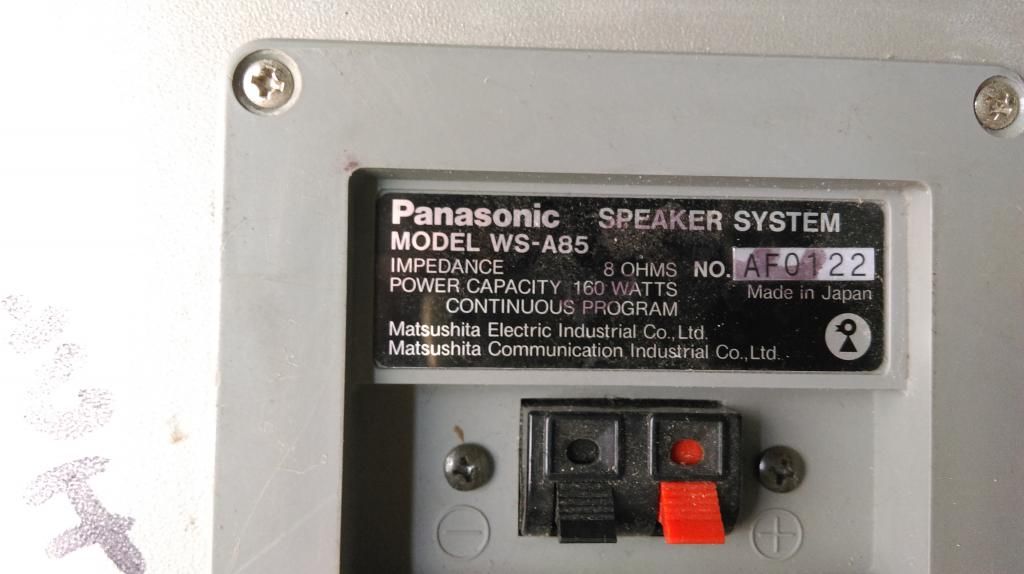 Panasonic SPEAKER SYSTEM
MODEL WS-A85
IMPEDANCE 8 OHMS NO. AF0122
POWER CAPACITY 160 WATTS Made in Japan
CONTINUOUS PROGRAM
Matsushita Electric Industrial Co.,Ltd.
Matsushita Communication Industrial Co.,Ltd.
− +